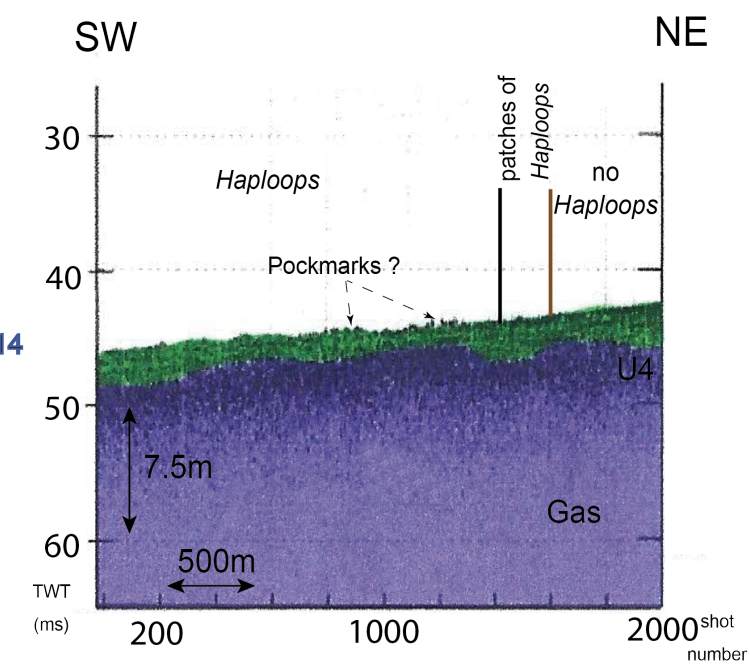 SW
NE
patches of
Haploops
30
no
Haploops
Haploops
Pockmarks ?
40
14
U4
50
7.5m
Gas
60
500m
TWT
(ms)
200
1000
2000
shot
number